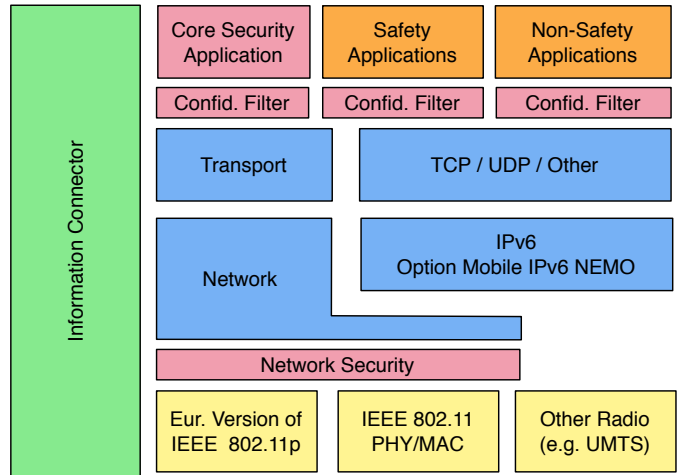 Information Connector
Core Security
Application
Safety
Applications
Non-Safety
Applications
Confid. Filter
Confid. Filter
Confid. Filter
Transport
TCP / UDP / Other
Network
IPv6
Option Mobile IPv6 NEMO
Network Security
Eur. Version of
IEEE 802.11p
IEEE 802.11
PHY/MAC
Other Radio
(e.g. UMTS)